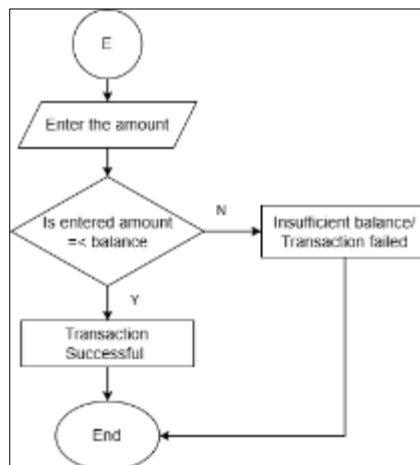 E
Enter the amount
Is entered amount
=< balance
N
Insufficient balance/
Transaction failed
Y
Transaction
Successful
End